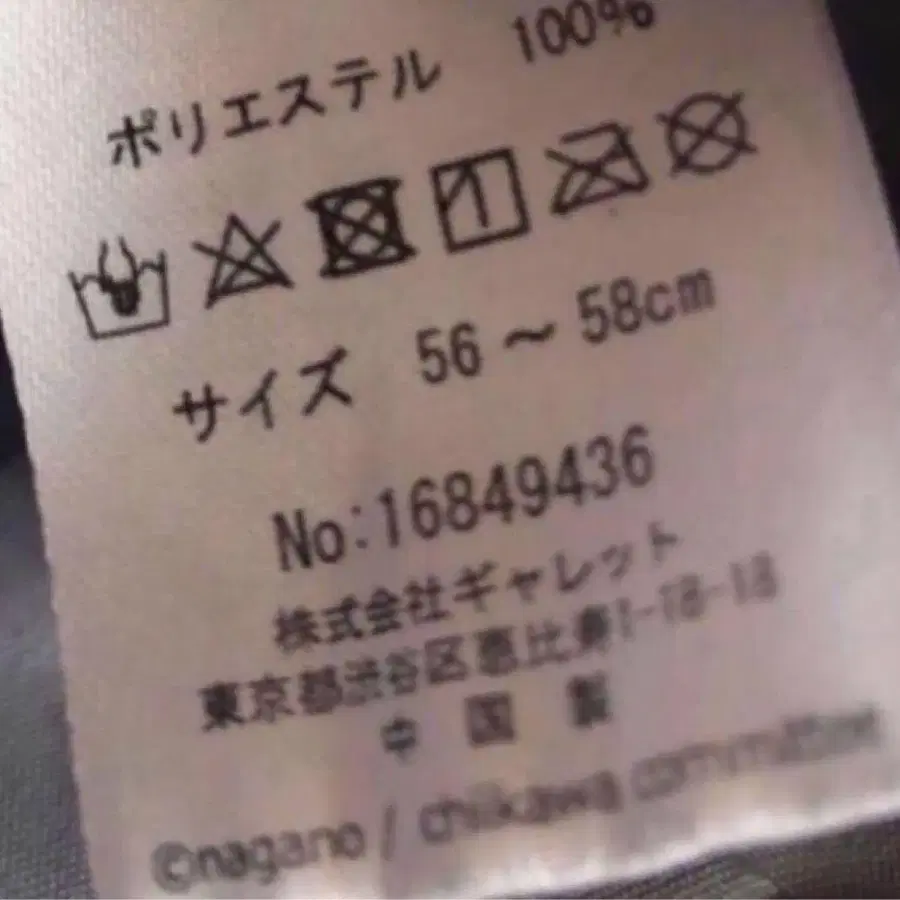 ポリエステル 100%
サイズ 56～58cm
No:16849436
株式会社ギャレット
東京都渋谷区恵比寿1-18-18
中国製
©nagano / chiikawa committee